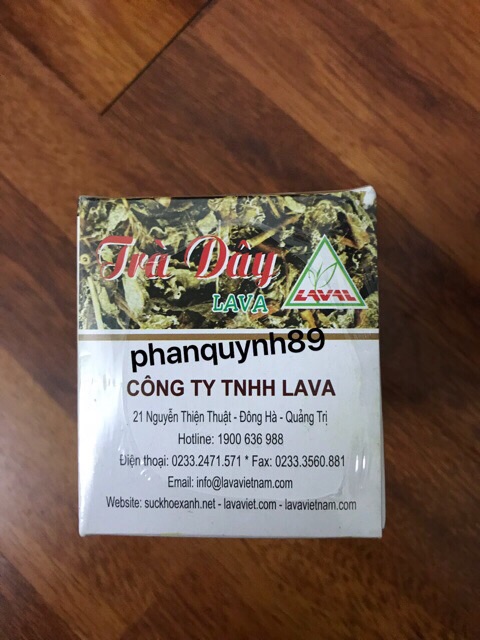 Trà Dây
LAVA
LAVAL
phanquynh89
CÔNG TY TNHH LAVA
21 Nguyễn Thiện Thuật - Đông Hà - Quảng Trị
Hotline: 1900 636 988
Điện thoại: 0233.2471.571 * Fax: 0233.3560.881
Email: info@lavavietnam.com
Website: suckhoexanh.net - lavaviet.com - lavavietnam.com